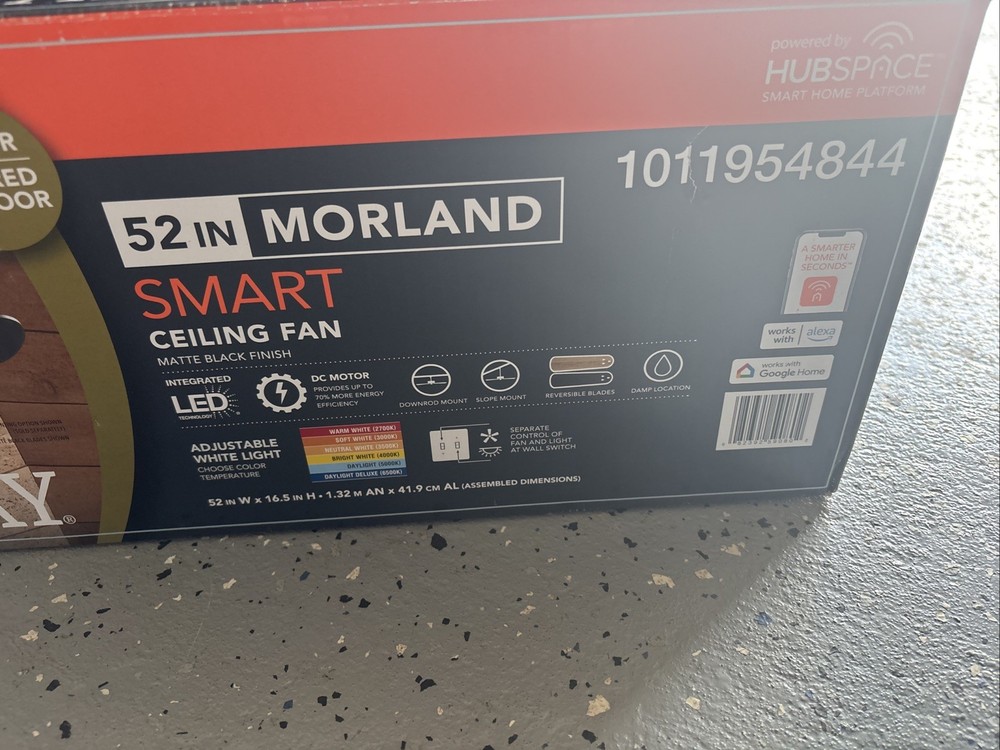 powered by
HUBSPACE
SMART HOME PLATFORM
1011954844
R
RED
OOR
52 IN MORLAND
SMART
CEILING FAN
MATTE BLACK FINISH
A SMARTER
HOME IN
SECONDS™
works with alexa
works with
Google Home
INTEGRATED
LED
TECHNOLOGY
DC MOTOR
PROVIDES UP TO
70% MORE ENERGY
EFFICIENCY
DOWNROD MOUNT
SLOPE MOUNT
REVERSIBLE BLADES
DAMP LOCATION
ADJUSTABLE
WHITE LIGHT
CHOOSE COLOR
TEMPERATURE
WARM WHITE (2700K)
SOFT WHITE (3000K)
NEUTRAL WHITE (3500K)
BRIGHT WHITE (4000K)
DAYLIGHT (5000K)
DAYLIGHT DELUXE (6500K)
SEPARATE
CONTROL OF
FAN AND LIGHT
AT WALL SWITCH
52 IN W x 16.5 IN H • 1.32 M AN x 41.9 CM AL (ASSEMBLED DIMENSIONS)
AY®